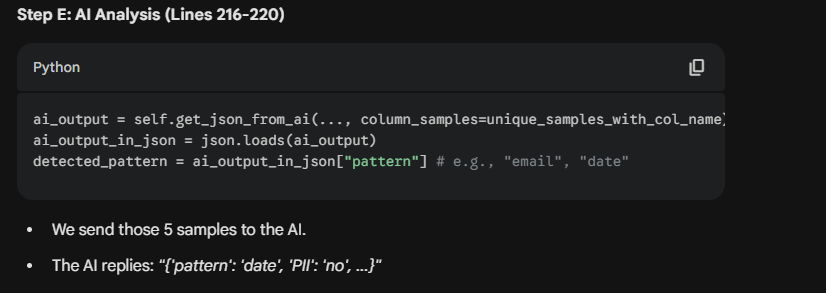 Step E: AI Analysis (Lines 216-220)
Python
ai_output = self.get_json_from_ai(..., column_samples=unique_samples_with_col_name)
ai_output_in_json = json.loads(ai_output)
detected_pattern = ai_output_in_json["pattern"] # e.g., "email", "date"
• We send those 5 samples to the AI.
• The AI replies: "{'pattern': 'date', 'PII': 'no', ...}"